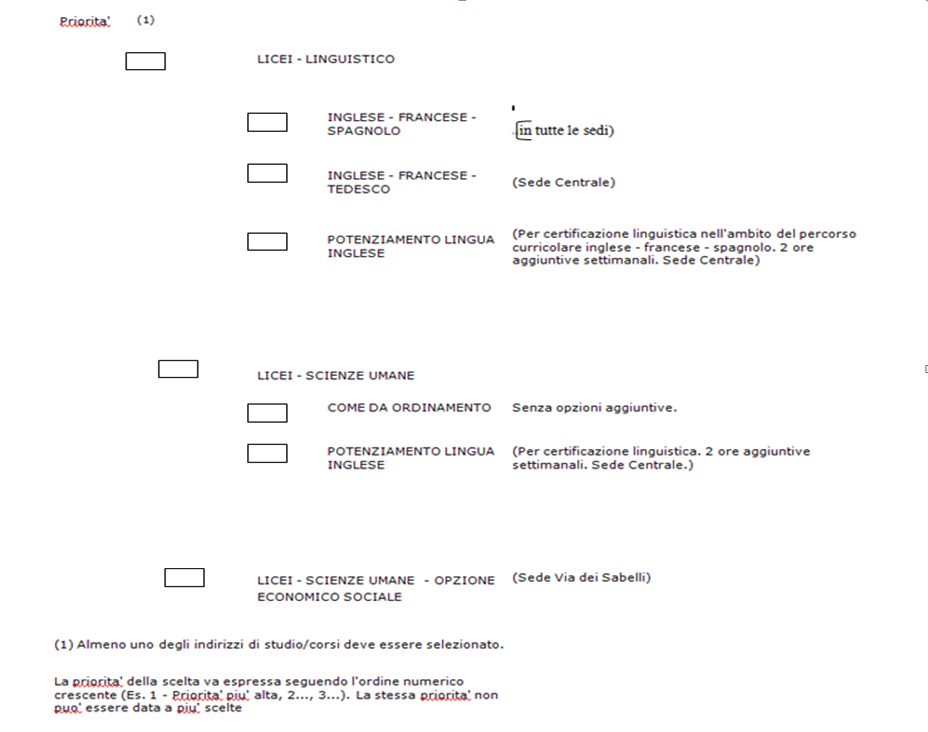 Priorita' (1)
LICEI - LINGUISTICO
INGLESE - FRANCESE -
SPAGNOLO
(in tutte le sedi)
INGLESE - FRANCESE -
TEDESCO
(Sede Centrale)
POTENZIAMENTO LINGUA
INGLESE
(Per certificazione linguistica nell'ambito del percorso
curricolare inglese - francese - spagnolo. 2 ore
aggiuntive settimanali. Sede Centrale)
LICEI - SCIENZE UMANE
COME DA ORDINAMENTO
Senza opzioni aggiuntive.
POTENZIAMENTO LINGUA
INGLESE
(Per certificazione linguistica. 2 ore aggiuntive
settimanali. Sede Centrale.)
LICEI - SCIENZE UMANE - OPZIONE
ECONOMICO SOCIALE
(Sede Via dei Sabelli)
(1) Almeno uno degli indirizzi di studio/corsi deve essere selezionato.
La priorita' della scelta va espressa seguendo l'ordine numerico
crescente (Es. 1 - Priorita' piu' alta, 2..., 3...). La stessa priorita' non
puo' essere data a piu' scelte